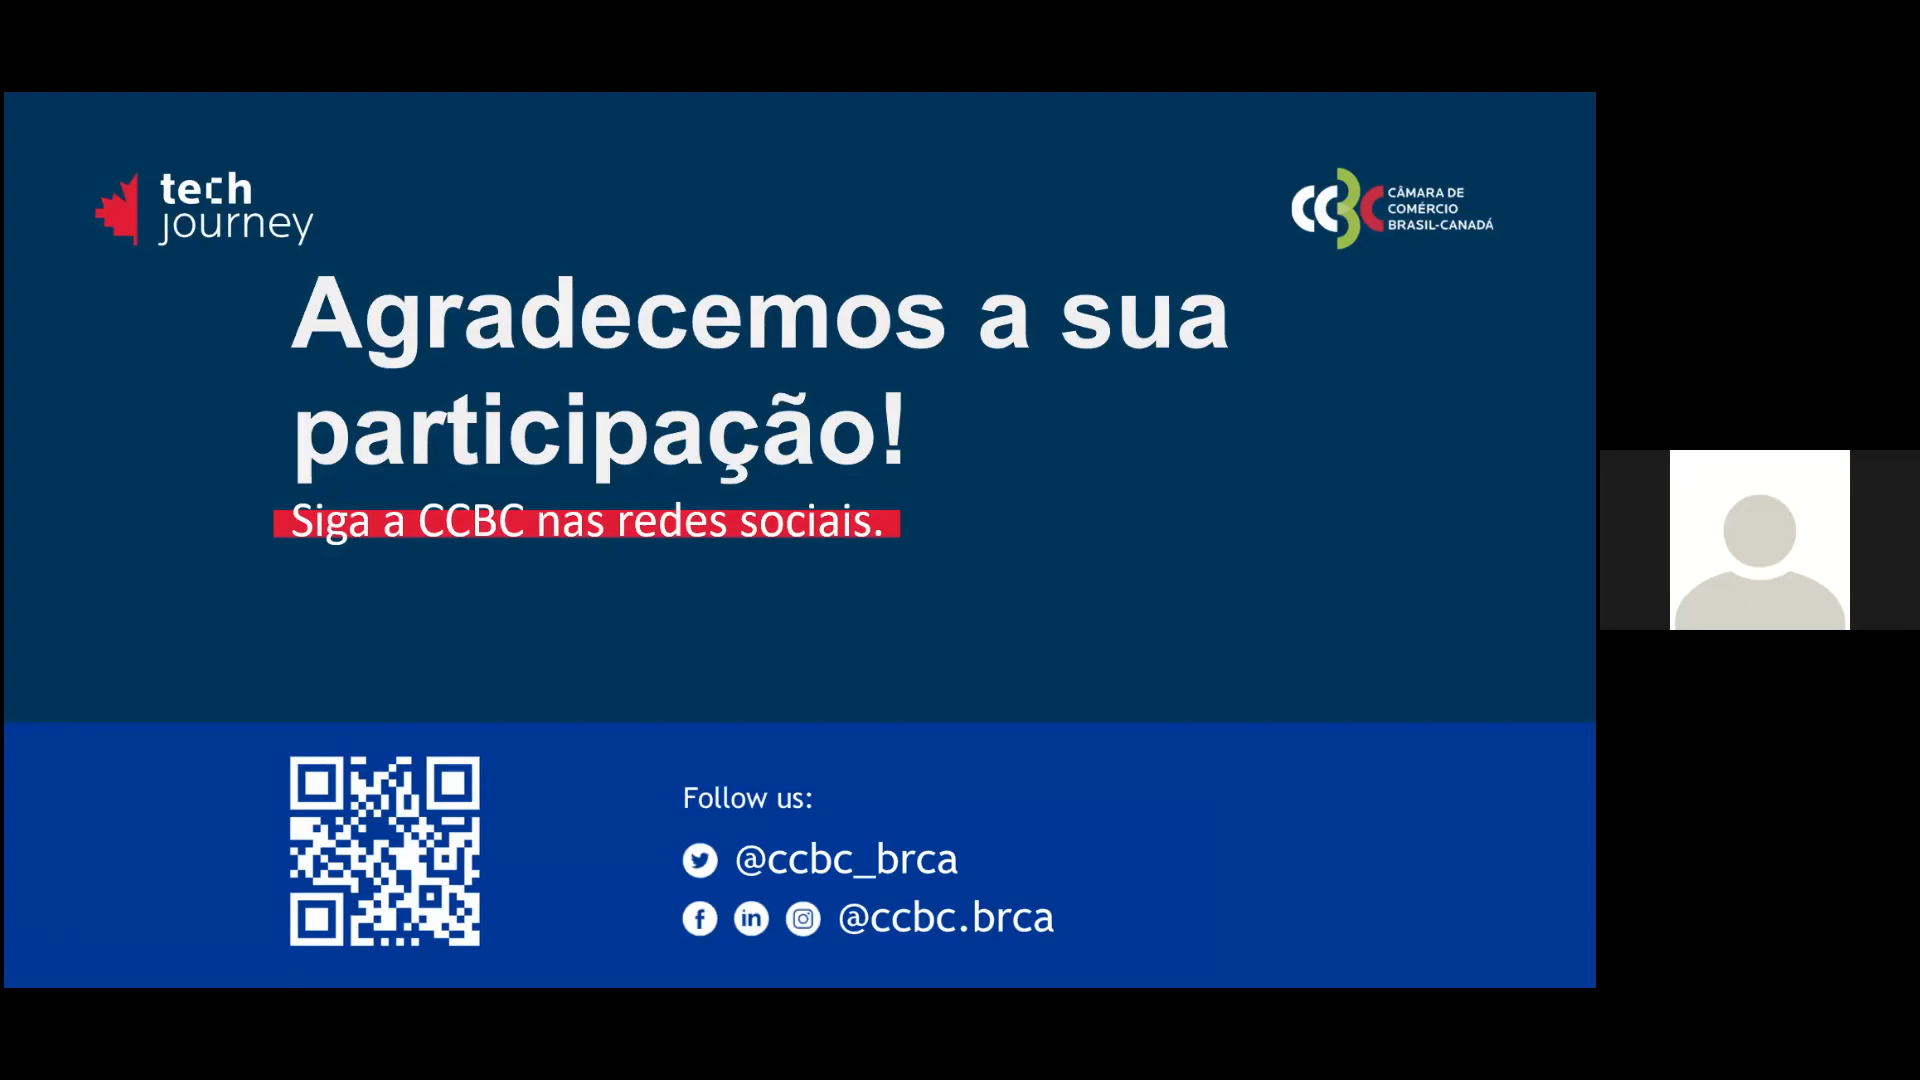 tech
journey
CCBC
CÂMARA DE
COMÉRCIO
BRASIL-CANADÁ
Agradecemos a sua
participação!
Siga a CCBC nas redes sociais.
Follow us:
@ccbc_brca
@ccbc.brca